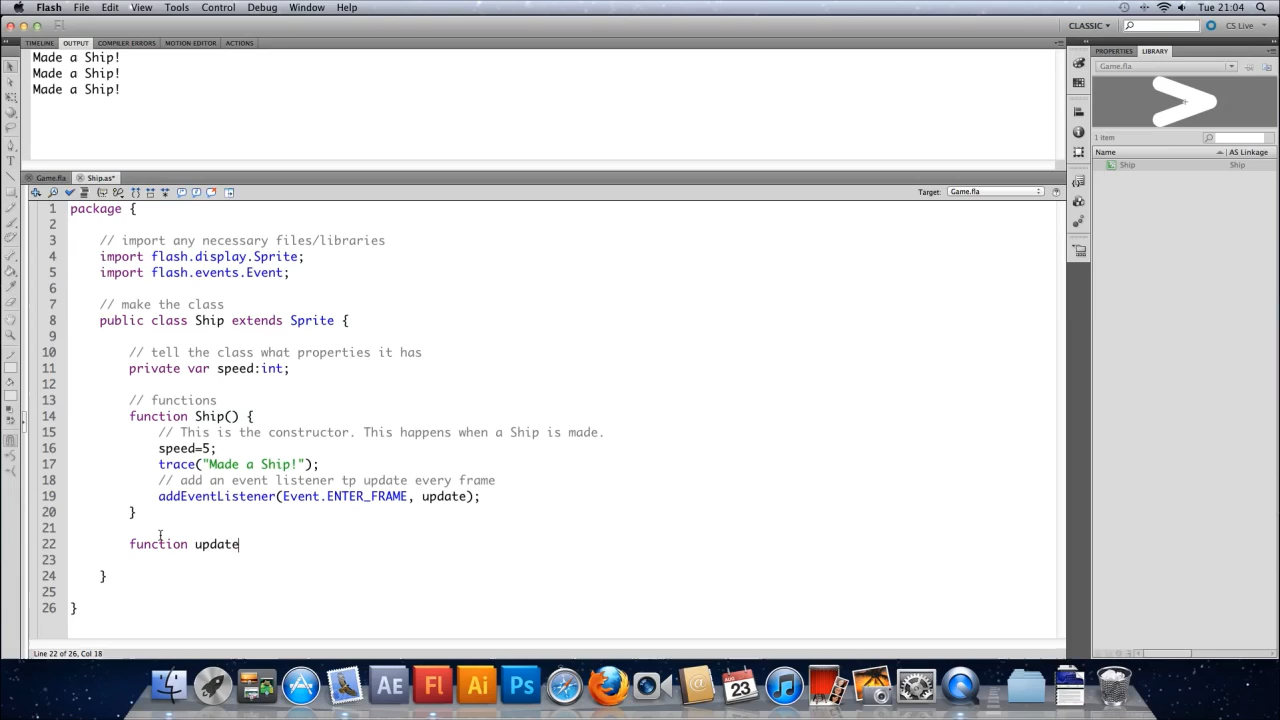 Flash File Edit View Tools Control Debug Window Help Tue 21:04
CLASSIC CS Live
TIMELINE OUTPUT COMPILER ERRORS MOTION EDITOR ACTIONS PROPERTIES LIBRARY
Made a Ship!
Made a Ship!
Made a Ship!
Game.fla
1 item
Name AS Linkage
Ship Ship
Game.fla Ship.as*
Target: Game.fla
1 package {
2
3 // import any necessary files/libraries
4 import flash.display.Sprite;
5 import flash.events.Event;
6
7 // make the class
8 public class Ship extends Sprite {
9
10 // tell the class what properties it has
11 private var speed:int;
12
13 // functions
14 function Ship() {
15 // This is the constructor. This happens when a Ship is made.
16 speed=5;
17 trace("Made a Ship!");
18 // add an event listener tp update every frame
19 addEventListener(Event.ENTER_FRAME, update);
20 }
21
22 function update
23
24 }
25
26 }
Line 22 of 26, Col 18
AE Fl Ai Ps
AUG
23